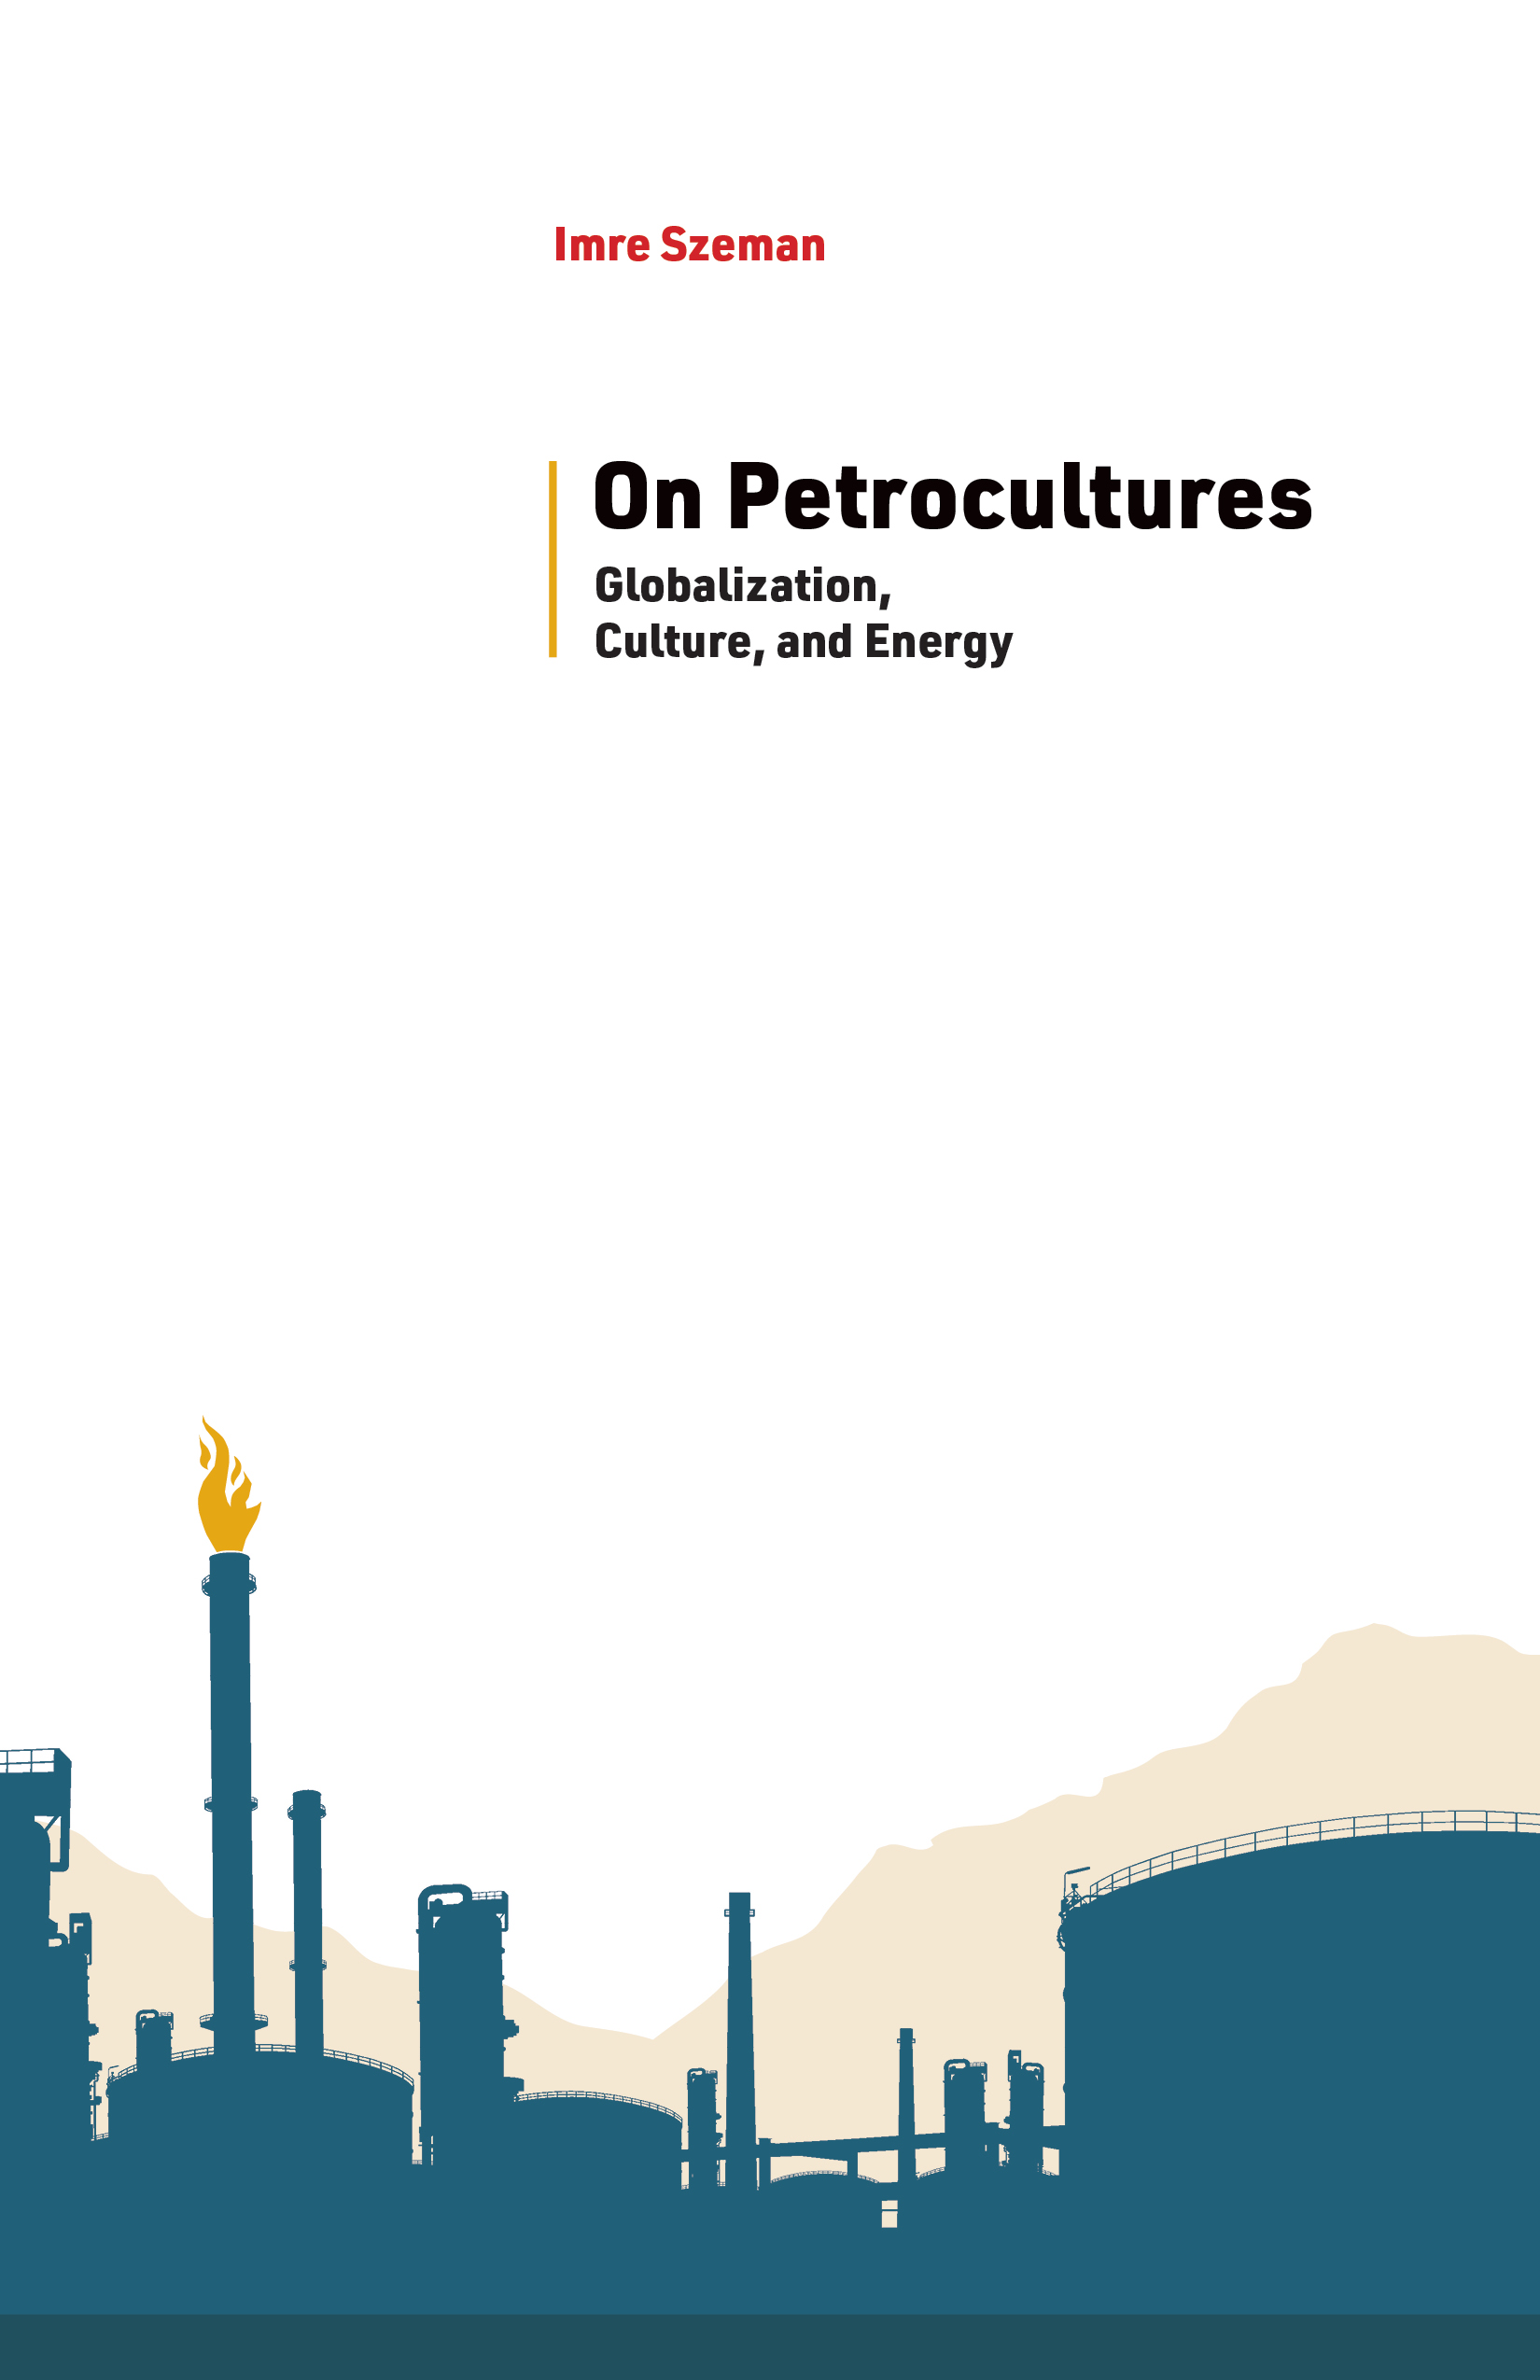 Imre Szeman
On Petrocultures
Globalization,
Culture, and Energy